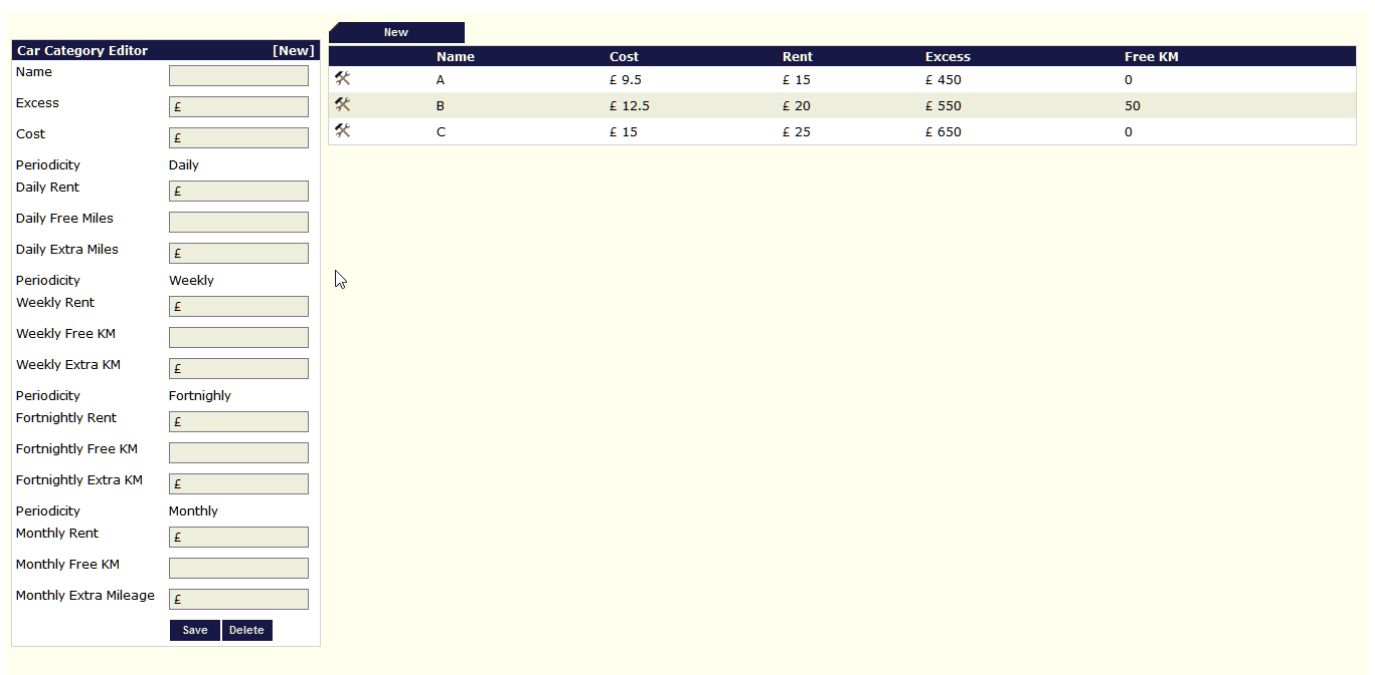 Car Category Editor [New]
Name
Excess £
Cost £
Periodicity Daily
Daily Rent £
Daily Free Miles
Daily Extra Miles £
Periodicity Weekly
Weekly Rent £
Weekly Free KM
Weekly Extra KM £
Periodicity Fortnighly
Fortnightly Rent £
Fortnightly Free KM
Fortnightly Extra KM £
Periodicity Monthly
Monthly Rent £
Monthly Free KM
Monthly Extra Mileage £
Save Delete
New
Name Cost Rent Excess Free KM
A £ 9.5 £ 15 £ 450 0
B £ 12.5 £ 20 £ 550 50
C £ 15 £ 25 £ 650 0